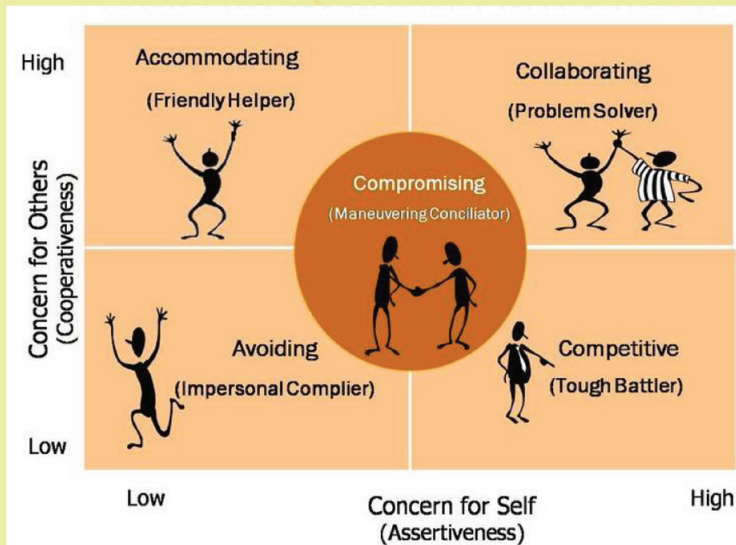 High
Accommodating
(Friendly Helper)
Collaborating
(Problem Solver)
Compromising
(Maneuvering Conciliator)
Concern for Others
(Cooperativeness)
Avoiding
(Impersonal Complier)
Competitive
(Tough Battler)
Low
Low
Concern for Self
(Assertiveness)
High